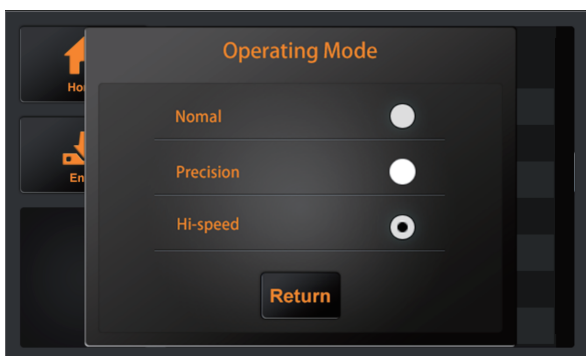 Operating Mode
Nomal
Precision
Hi-speed
Return